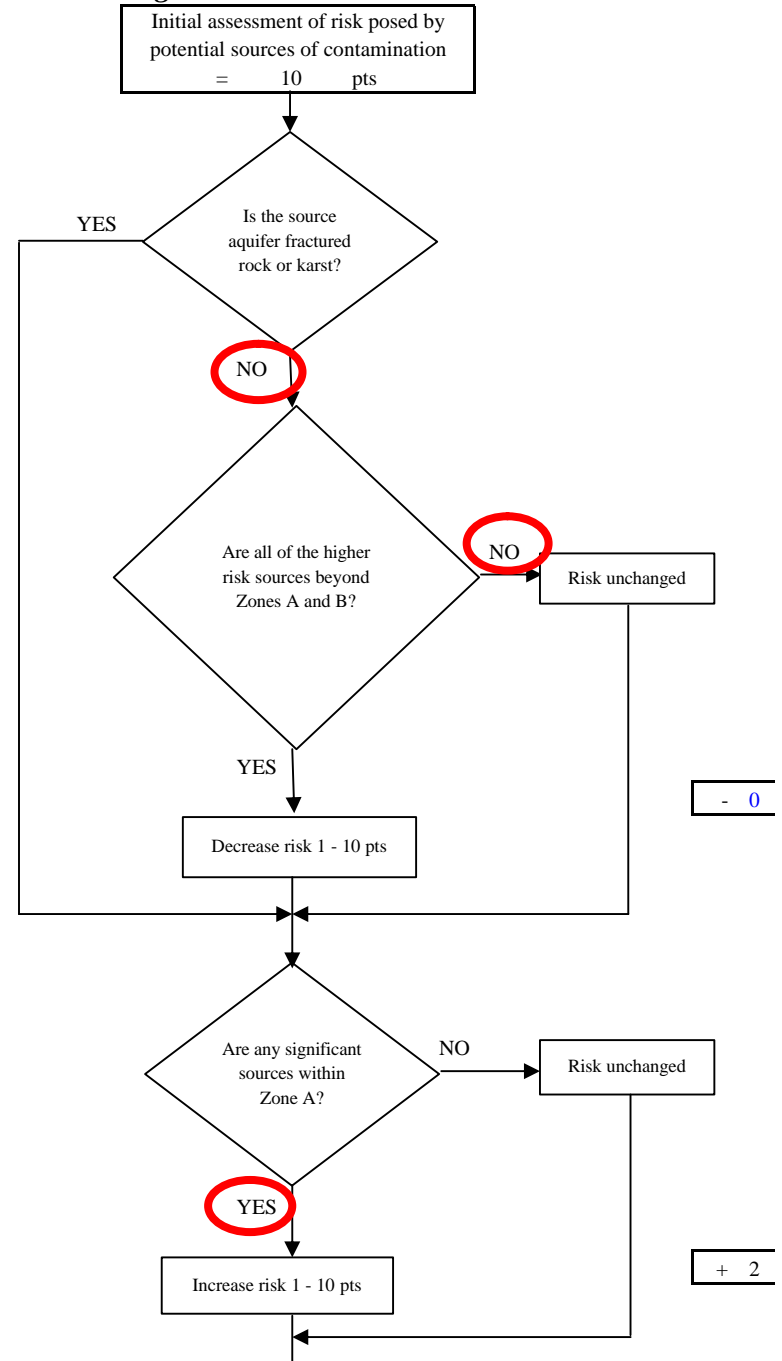 Initial assessment of risk posed by
potential sources of contamination
= 10 pts
YES
Is the source
aquifer fractured
rock or karst?
NO
Are all of the higher
risk sources beyond
Zones A and B?
NO
Risk unchanged
YES
- 0
Decrease risk 1 - 10 pts
Are any significant
sources within
Zone A?
NO
Risk unchanged
YES
+ 2
Increase risk 1 - 10 pts